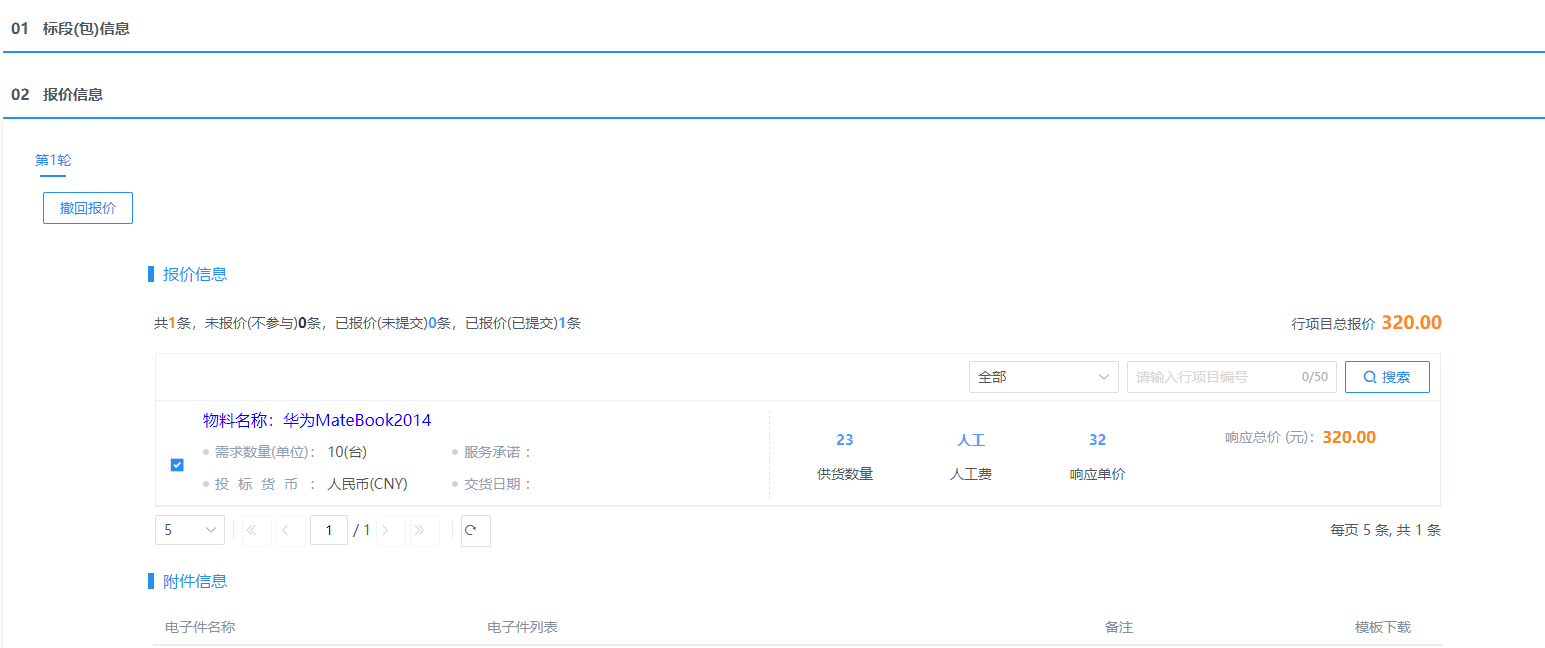 01 标段(包)信息
02 报价信息
第1轮
撤回报价
报价信息
共1条，未报价(不参与)0条，已报价(未提交)0条，已报价(已提交)1条
行项目总报价 320.00
全部 请输入行项目编号 0/50 搜索
物料名称：华为MateBook2014
需求数量(单位)： 10(台) 服务承诺：
投标货币： 人民币(CNY) 交货日期：
23 人工 32 响应总价 (元)： 320.00
供货数量 人工费 响应单价
5 1 / 1 每页 5 条, 共 1 条
附件信息
电子件名称 电子件列表 备注 模板下载